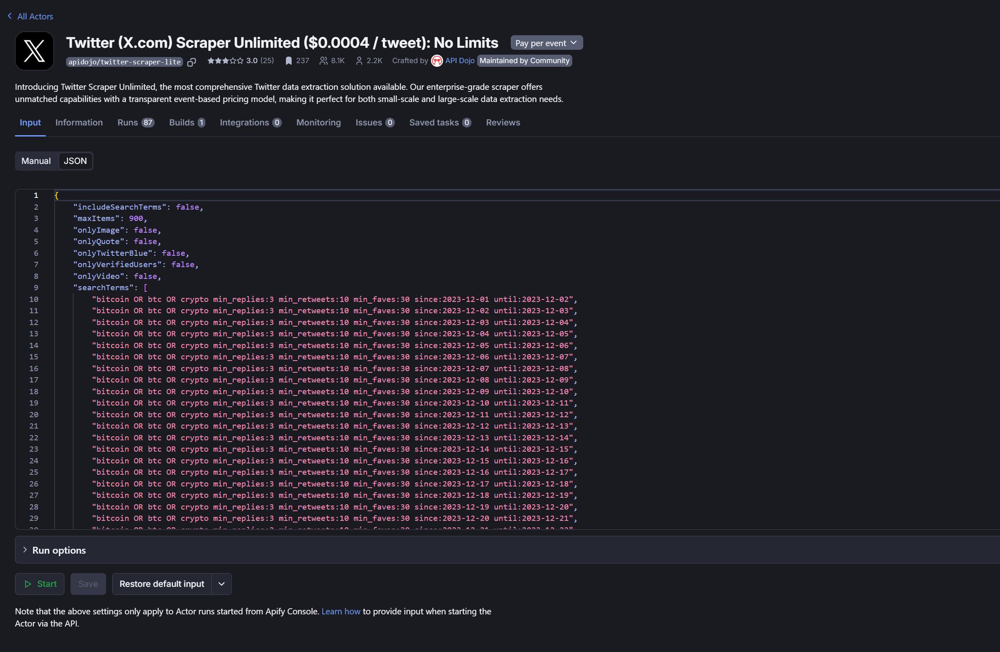 All Actors
Twitter (X.com) Scraper Unlimited ($0.0004 / tweet): No Limits Pay per event
apidojo/twitter-scraper-lite 3.0 (25) 237 8.1K 2.2K Crafted by API Dojo Maintained by Community
Introducing Twitter Scraper Unlimited, the most comprehensive Twitter data extraction solution available. Our enterprise-grade scraper offers
unmatched capabilities with a transparent event-based pricing model, making it perfect for both small-scale and large-scale data extraction needs.
Input Information Runs 87 Builds 1 Integrations 0 Monitoring Issues 0 Saved tasks 0 Reviews
Manual JSON
1 {
2 "includeSearchTerms": false,
3 "maxItems": 900,
4 "onlyImage": false,
5 "onlyQuote": false,
6 "onlyTwitterBlue": false,
7 "onlyVerifiedUsers": false,
8 "onlyVideo": false,
9 "searchTerms": [
10 "bitcoin OR btc OR crypto min_replies:3 min_retweets:10 min_faves:30 since:2023-12-01 until:2023-12-02",
11 "bitcoin OR btc OR crypto min_replies:3 min_retweets:10 min_faves:30 since:2023-12-02 until:2023-12-03",
12 "bitcoin OR btc OR crypto min_replies:3 min_retweets:10 min_faves:30 since:2023-12-03 until:2023-12-04",
13 "bitcoin OR btc OR crypto min_replies:3 min_retweets:10 min_faves:30 since:2023-12-04 until:2023-12-05",
14 "bitcoin OR btc OR crypto min_replies:3 min_retweets:10 min_faves:30 since:2023-12-05 until:2023-12-06",
15 "bitcoin OR btc OR crypto min_replies:3 min_retweets:10 min_faves:30 since:2023-12-06 until:2023-12-07",
16 "bitcoin OR btc OR crypto min_replies:3 min_retweets:10 min_faves:30 since:2023-12-07 until:2023-12-08",
17 "bitcoin OR btc OR crypto min_replies:3 min_retweets:10 min_faves:30 since:2023-12-08 until:2023-12-09",
18 "bitcoin OR btc OR crypto min_replies:3 min_retweets:10 min_faves:30 since:2023-12-09 until:2023-12-10",
19 "bitcoin OR btc OR crypto min_replies:3 min_retweets:10 min_faves:30 since:2023-12-10 until:2023-12-11",
20 "bitcoin OR btc OR crypto min_replies:3 min_retweets:10 min_faves:30 since:2023-12-11 until:2023-12-12",
21 "bitcoin OR btc OR crypto min_replies:3 min_retweets:10 min_faves:30 since:2023-12-12 until:2023-12-13",
22 "bitcoin OR btc OR crypto min_replies:3 min_retweets:10 min_faves:30 since:2023-12-13 until:2023-12-14",
23 "bitcoin OR btc OR crypto min_replies:3 min_retweets:10 min_faves:30 since:2023-12-14 until:2023-12-15",
24 "bitcoin OR btc OR crypto min_replies:3 min_retweets:10 min_faves:30 since:2023-12-15 until:2023-12-16",
25 "bitcoin OR btc OR crypto min_replies:3 min_retweets:10 min_faves:30 since:2023-12-16 until:2023-12-17",
26 "bitcoin OR btc OR crypto min_replies:3 min_retweets:10 min_faves:30 since:2023-12-17 until:2023-12-18",
27 "bitcoin OR btc OR crypto min_replies:3 min_retweets:10 min_faves:30 since:2023-12-18 until:2023-12-19",
28 "bitcoin OR btc OR crypto min_replies:3 min_retweets:10 min_faves:30 since:2023-12-19 until:2023-12-20",
29 "bitcoin OR btc OR crypto min_replies:3 min_retweets:10 min_faves:30 since:2023-12-20 until:2023-12-21",
Run options
Start Save Restore default input
Note that the above settings only apply to Actor runs started from Apify Console. Learn how to provide input when starting the
Actor via the API.